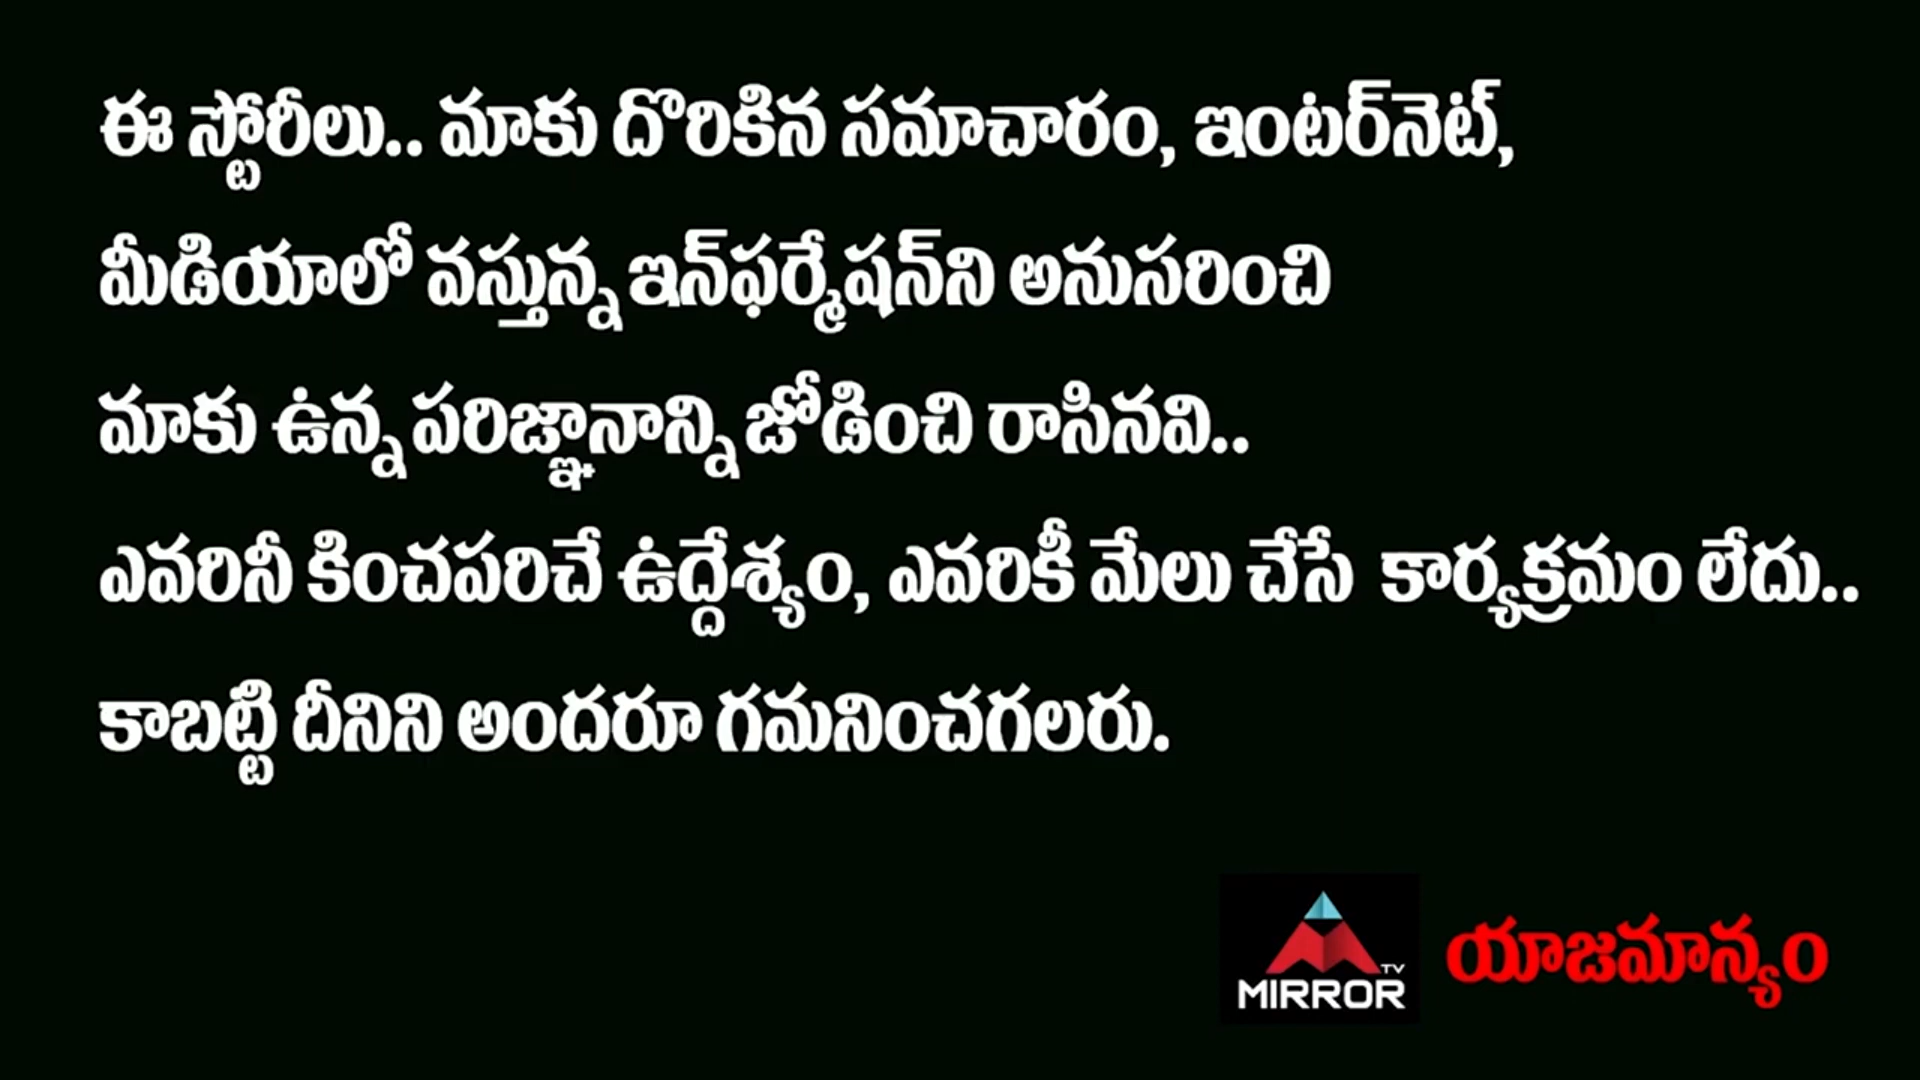 ఈ స్టోరీలు.. మాకు దొరికిన సమాచారం, ఇంటర్‌నెట్,
మీడియాలో వస్తున్న ఇన్‌ఫర్మేషన్‌ని అనుసరించి
మాకు ఉన్న పరిజ్ఞానాన్ని జోడించి రాసినవి..
ఎవరినీ కించపరిచే ఉద్దేశ్యం, ఎవరికీ మేలు చేసే కార్యక్రమం లేదు..
కాబట్టి దీనిని అందరూ గమనించగలరు.
TV
MIRROR
యాజమాన్యం